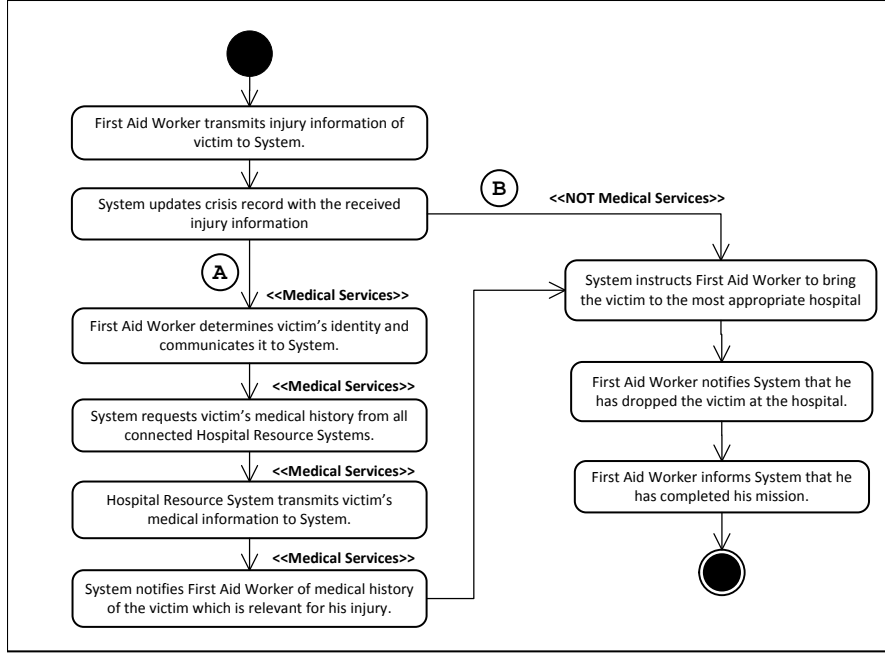 First Aid Worker transmits injury information of
victim to System.
System updates crisis record with the received
injury information
B
<<NOT Medical Services>>
A
<<Medical Services>>
First Aid Worker determines victim's identity and
communicates it to System.
<<Medical Services>>
System requests victim's medical history from all
connected Hospital Resource Systems.
<<Medical Services>>
Hospital Resource System transmits victim's
medical information to System.
<<Medical Services>>
System notifies First Aid Worker of medical history
of the victim which is relevant for his injury.
System instructs First Aid Worker to bring
the victim to the most appropriate hospital
First Aid Worker notifies System that he
has dropped the victim at the hospital.
First Aid Worker informs System that he
has completed his mission.